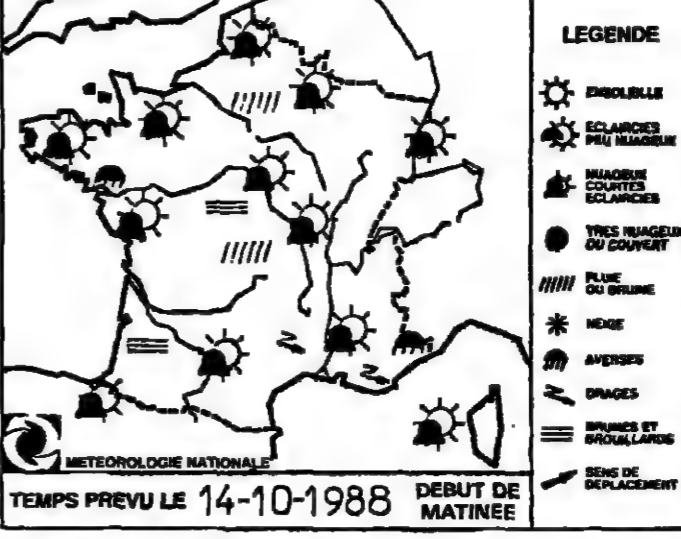 LEGENDE
ENSOLEILLE
ECLAIRCIES
PEU NUAGEUX
NUAGEUX
COURTES
ECLAIRCIES
TRES NUAGEUX
OU COUVERT
PLUIE
OU BRUINE
NEIGE
AVERSES
ORAGES
BRUMES ET
BROUILLARDS
SENS DE
DEPLACEMENT
METEOROLOGIE NATIONALE
TEMPS PREVU LE 14-10-1988 DEBUT DE
MATINEE